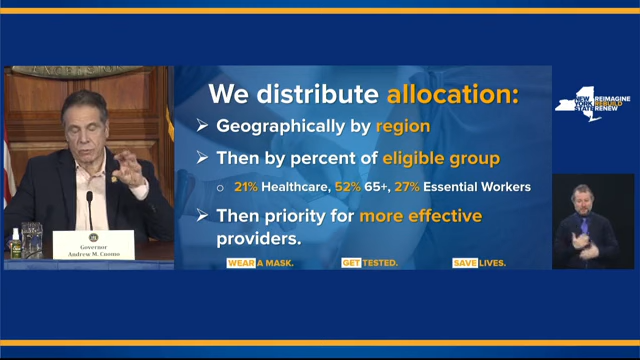 We distribute allocation:
➢ Geographically by region
➢ Then by percent of eligible group
○ 21% Healthcare, 52% 65+, 27% Essential Workers
➢ Then priority for more effective
providers.
WEAR A MASK.
GET TESTED.
SAVE LIVES.
Governor
Andrew M. Cuomo
NEW
YORK
STATE
REIMAGINE
REBUILD
RENEW